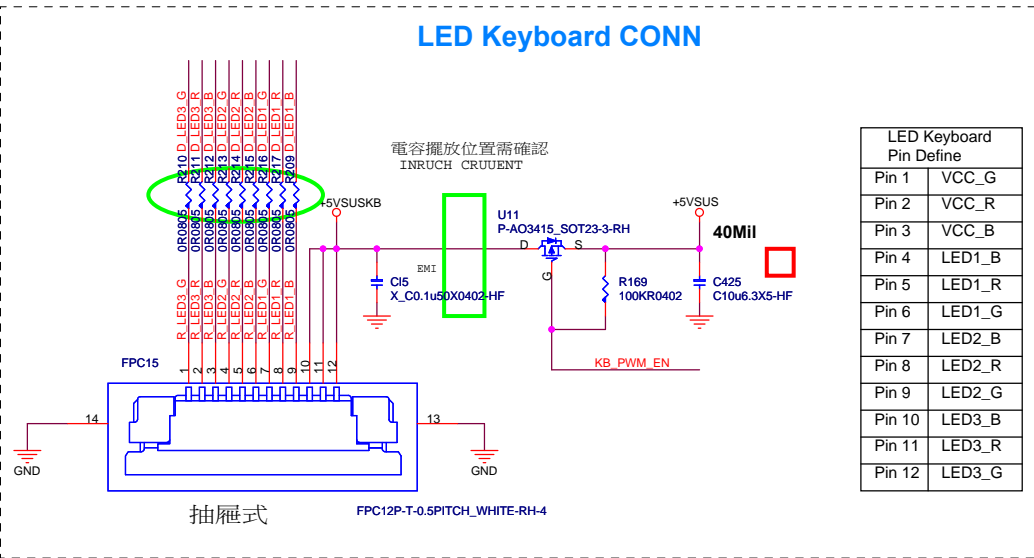 LED Keyboard CONN
D_LED3_G
D_LED3_R
D_LED3_B
D_LED2_G
D_LED2_R
D_LED2_B
D_LED1_G
D_LED1_R
D_LED1_B
R210
R211
R212
R213
R214
R215
R216
R217
R209
0R0805
0R0805
0R0805
0R0805
0R0805
0R0805
0R0805
0R0805
0R0805
R_LED3_G
R_LED3_R
R_LED3_B
R_LED2_G
R_LED2_R
R_LED2_B
R_LED1_G
R_LED1_R
R_LED1_B
電容擺放位置需確認
INRUCH CRUUENT
+5VSUSKB
U11
P-AO3415_SOT23-3-RH
D
S
G
+5VSUS
40Mil
EMI
CI5
X_C0.1u50X0402-HF
R169
100KR0402
C425
C10u6.3X5-HF
KB_PWM_EN
FPC15
1
2
3
4
5
6
7
8
9
10
11
12
14
13
GND
GND
抽屜式
FPC12P-T-0.5PITCH_WHITE-RH-4
LED Keyboard
Pin Define
Pin 1 VCC_G
Pin 2 VCC_R
Pin 3 VCC_B
Pin 4 LED1_B
Pin 5 LED1_R
Pin 6 LED1_G
Pin 7 LED2_B
Pin 8 LED2_R
Pin 9 LED2_G
Pin 10 LED3_B
Pin 11 LED3_R
Pin 12 LED3_G